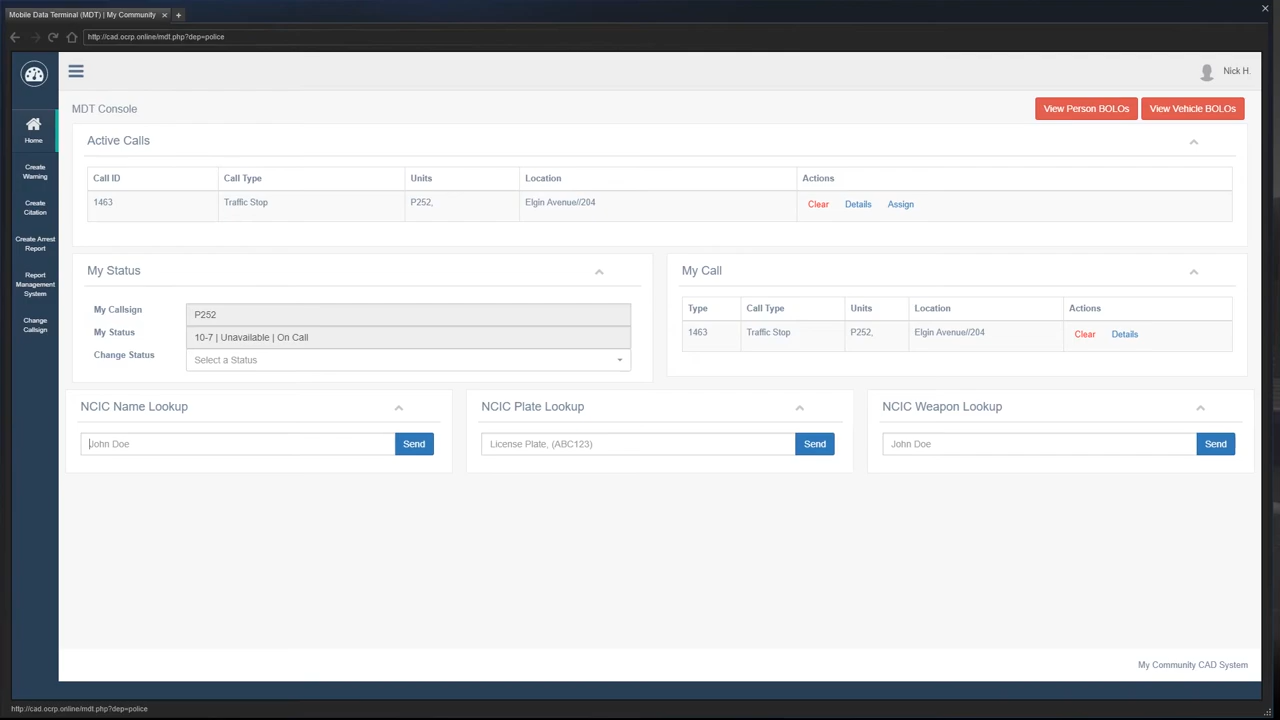 Mobile Data Terminal (MDT) | My Community
http://cad.ocrp.online/mdt.php?dep=police
Nick H.
MDT Console
View Person BOLOs
View Vehicle BOLOs
Home
Create
Warning
Create
Citation
Create Arrest
Report
Report
Management
System
Change
Callsign
Active Calls
Call ID Call Type Units Location Actions
1463 Traffic Stop P252, Elgin Avenue//204 Clear Details Assign
My Status
My Callsign P252
My Status 10-7 | Unavailable | On Call
Change Status Select a Status
My Call
Type Call Type Units Location Actions
1463 Traffic Stop P252, Elgin Avenue//204 Clear Details
NCIC Name Lookup
John Doe Send
NCIC Plate Lookup
License Plate, (ABC123) Send
NCIC Weapon Lookup
John Doe Send
My Community CAD System
http://cad.ocrp.online/mdt.php?dep=police